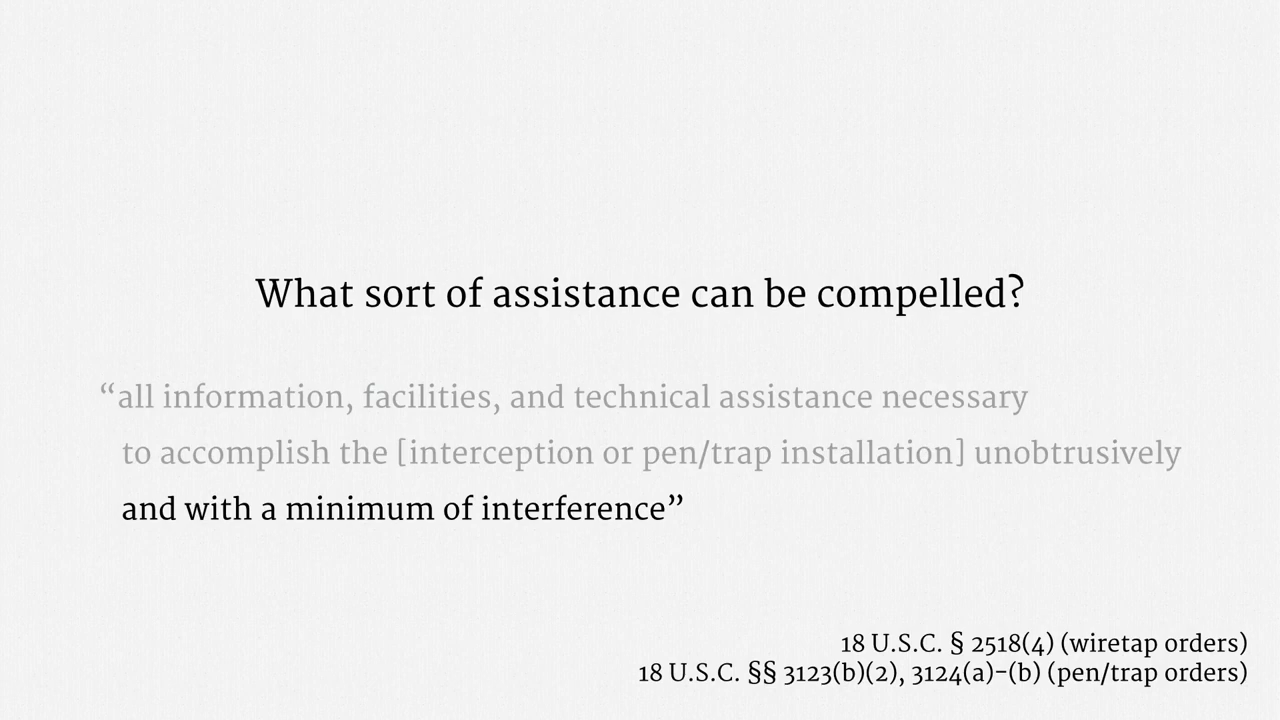 What sort of assistance can be compelled?
“all information, facilities, and technical assistance necessary
to accomplish the [interception or pen/trap installation] unobtrusively
and with a minimum of interference”
18 U.S.C. § 2518(4) (wiretap orders)
18 U.S.C. §§ 3123(b)(2), 3124(a)–(b) (pen/trap orders)